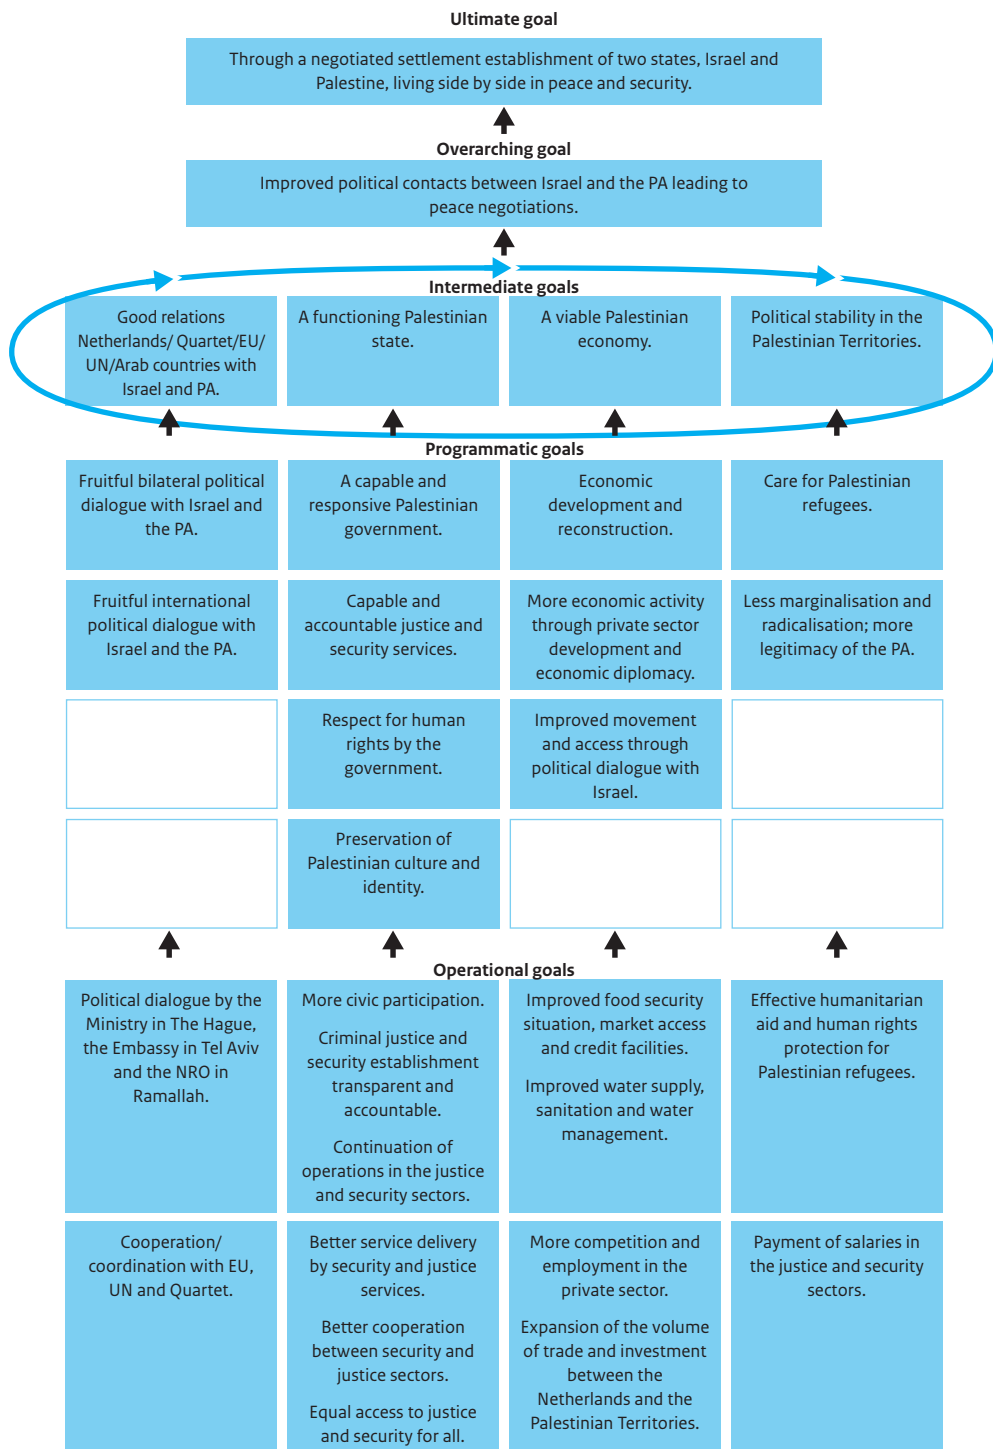 Ultimate goal
Through a negotiated settlement establishment of two states, Israel and
Palestine, living side by side in peace and security.
Overarching goal
Improved political contacts between Israel and the PA leading to
peace negotiations.
Intermediate goals
Good relations
Netherlands/ Quartet/EU/
UN/Arab countries with
Israel and PA.
A functioning Palestinian
state.
A viable Palestinian
economy.
Political stability in the
Palestinian Territories.
Programmatic goals
Fruitful bilateral political
dialogue with Israel and
the PA.
A capable and
responsive Palestinian
government.
Economic
development and
reconstruction.
Care for Palestinian
refugees.
Fruitful international
political dialogue with
Israel and the PA.
Capable and
accountable justice and
security services.
More economic activity
through private sector
development and
economic diplomacy.
Less marginalisation and
radicalisation; more
legitimacy of the PA.
Respect for human
rights by the
government.
Improved movement
and access through
political dialogue with
Israel.
Preservation of
Palestinian culture and
identity.
Operational goals
Political dialogue by the
Ministry in The Hague,
the Embassy in Tel Aviv
and the NRO in
Ramallah.
More civic participation.
Criminal justice and
security establishment
transparent and
accountable.
Continuation of
operations in the justice
and security sectors.
Improved food security
situation, market access
and credit facilities.
Improved water supply,
sanitation and water
management.
Effective humanitarian
aid and human rights
protection for
Palestinian refugees.
Cooperation/
coordination with EU,
UN and Quartet.
Better service delivery
by security and justice
services.
Better cooperation
between security and
justice sectors.
Equal access to justice
and security for all.
More competition and
employment in the
private sector.
Expansion of the volume
of trade and investment
between the
Netherlands and the
Palestinian Territories.
Payment of salaries in
the justice and security
sectors.